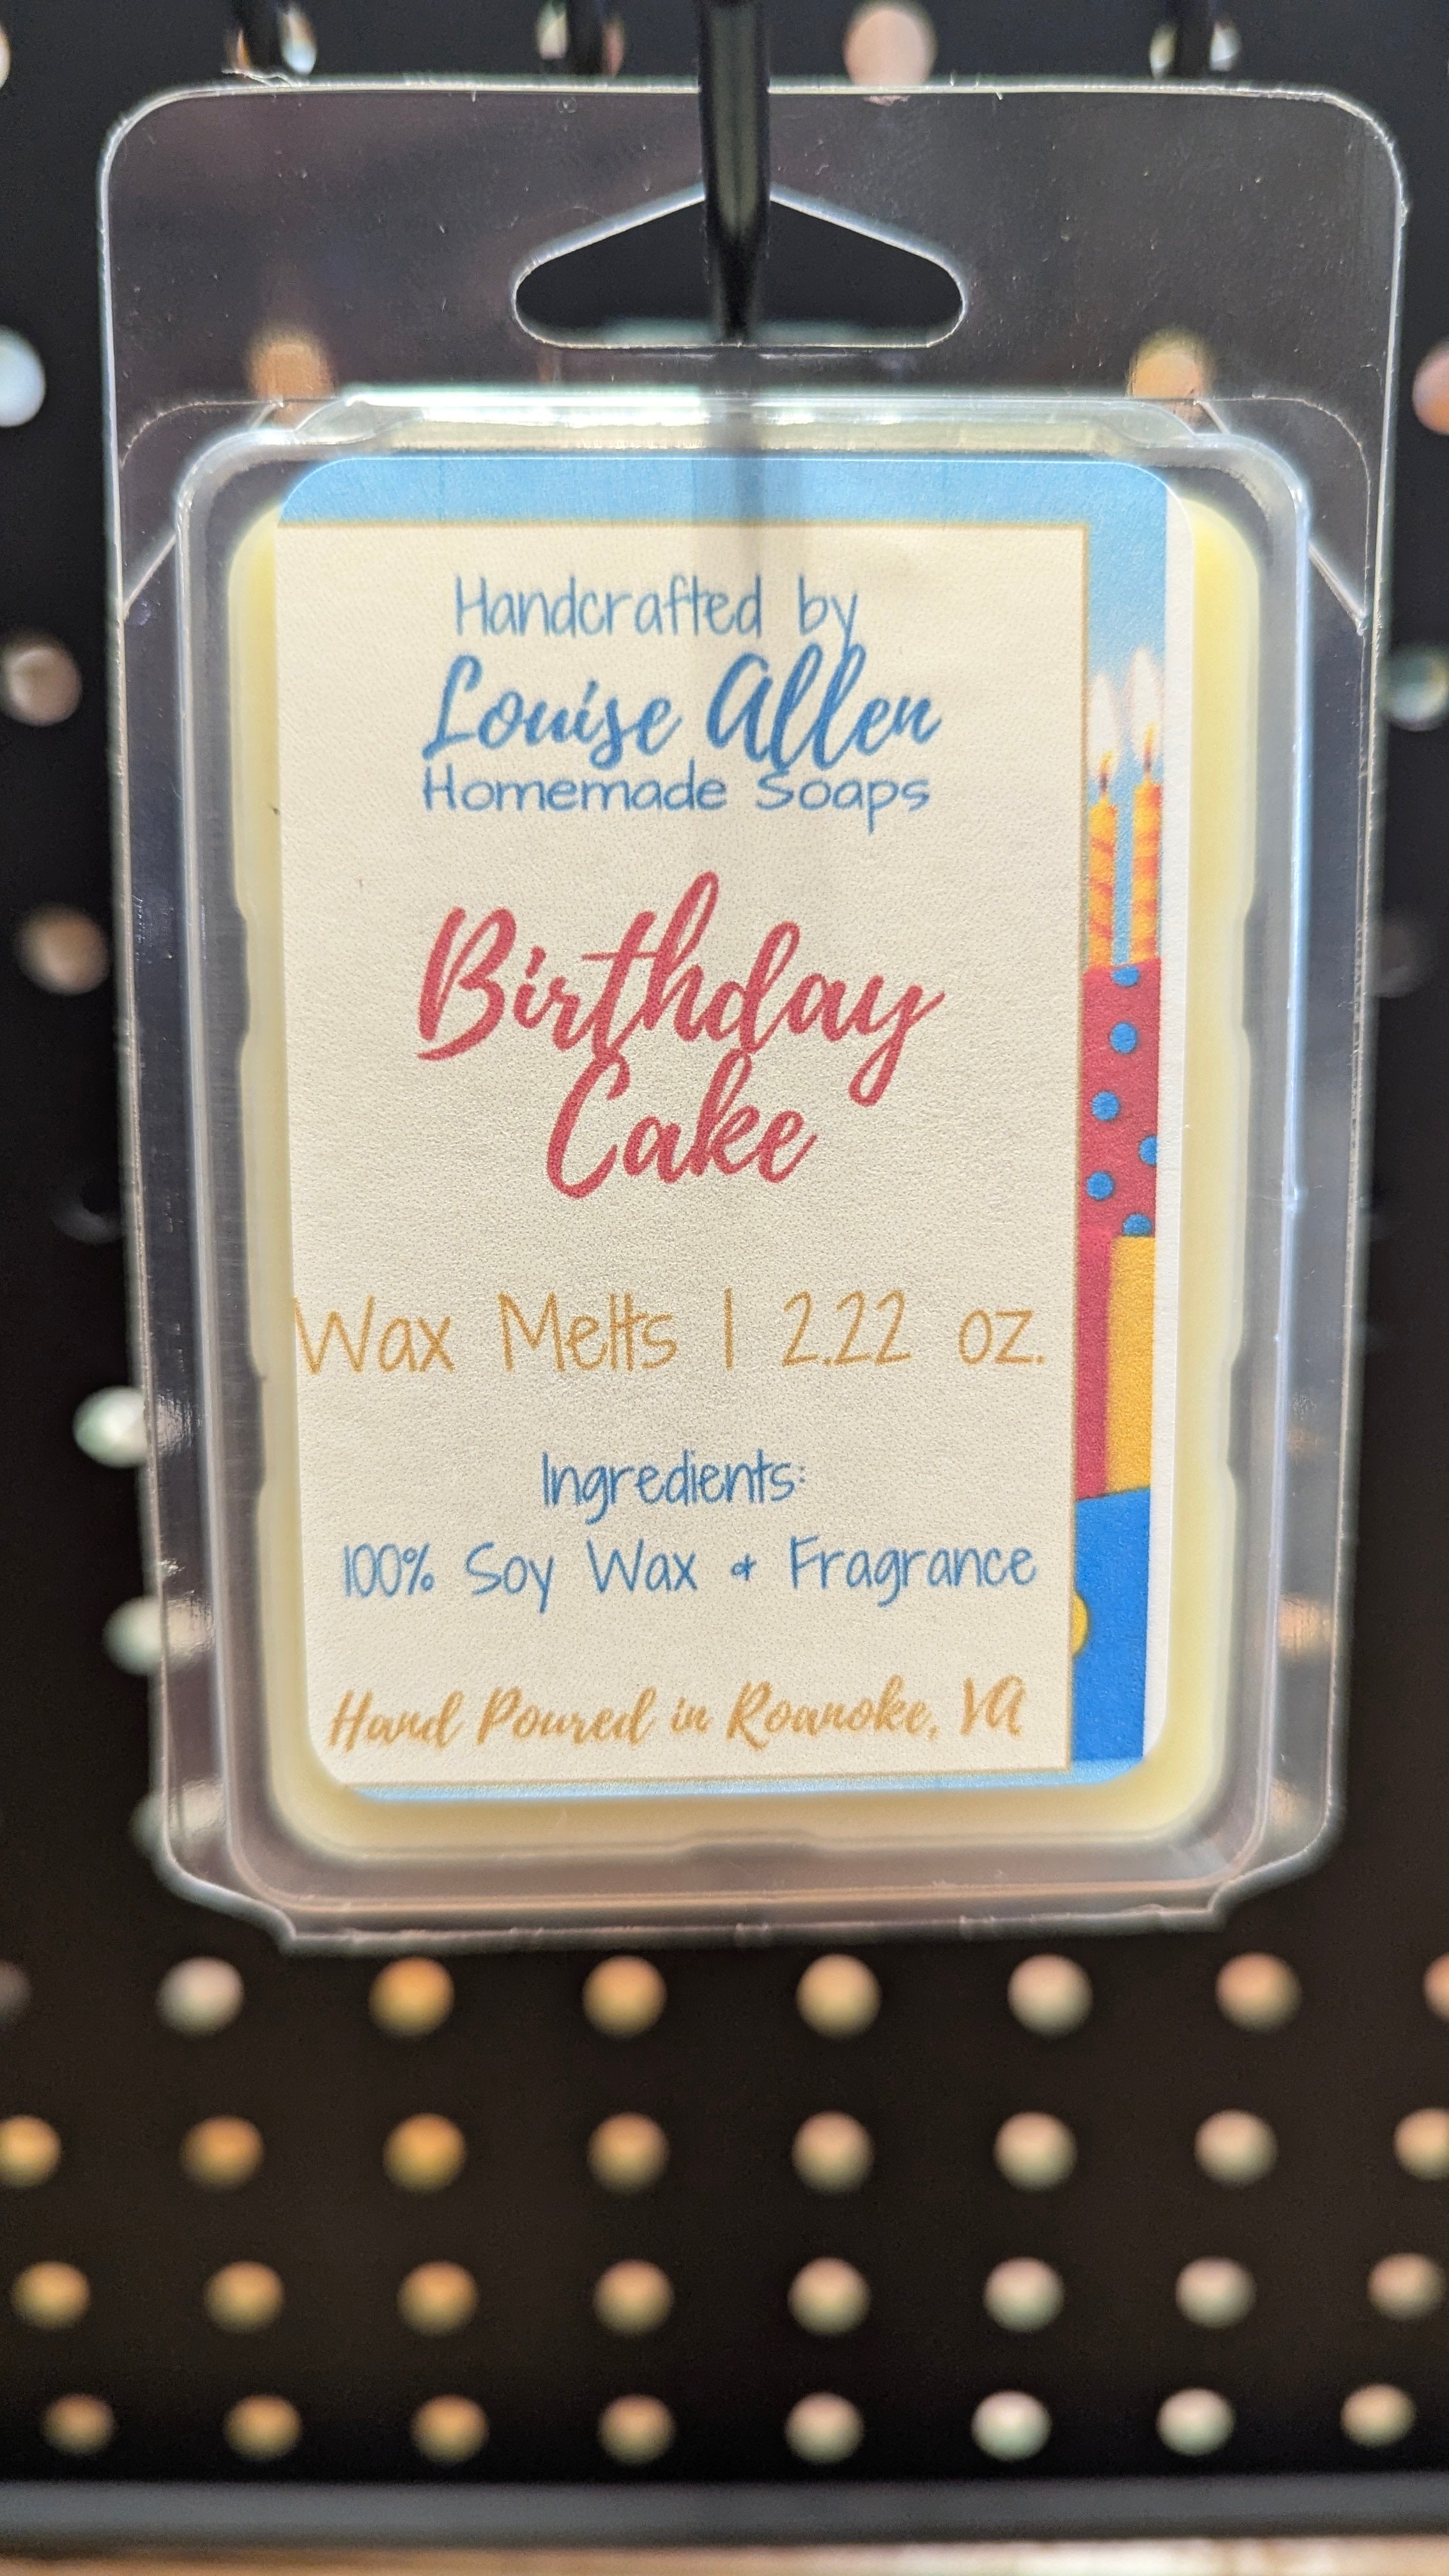 Handcrafted by
Louise Allen
Homemade Soaps
Birthday
Cake
Wax Melts | 2.22 oz.
Ingredients:
100% Soy Wax + Fragrance
Hand Poured in Roanoke, VA